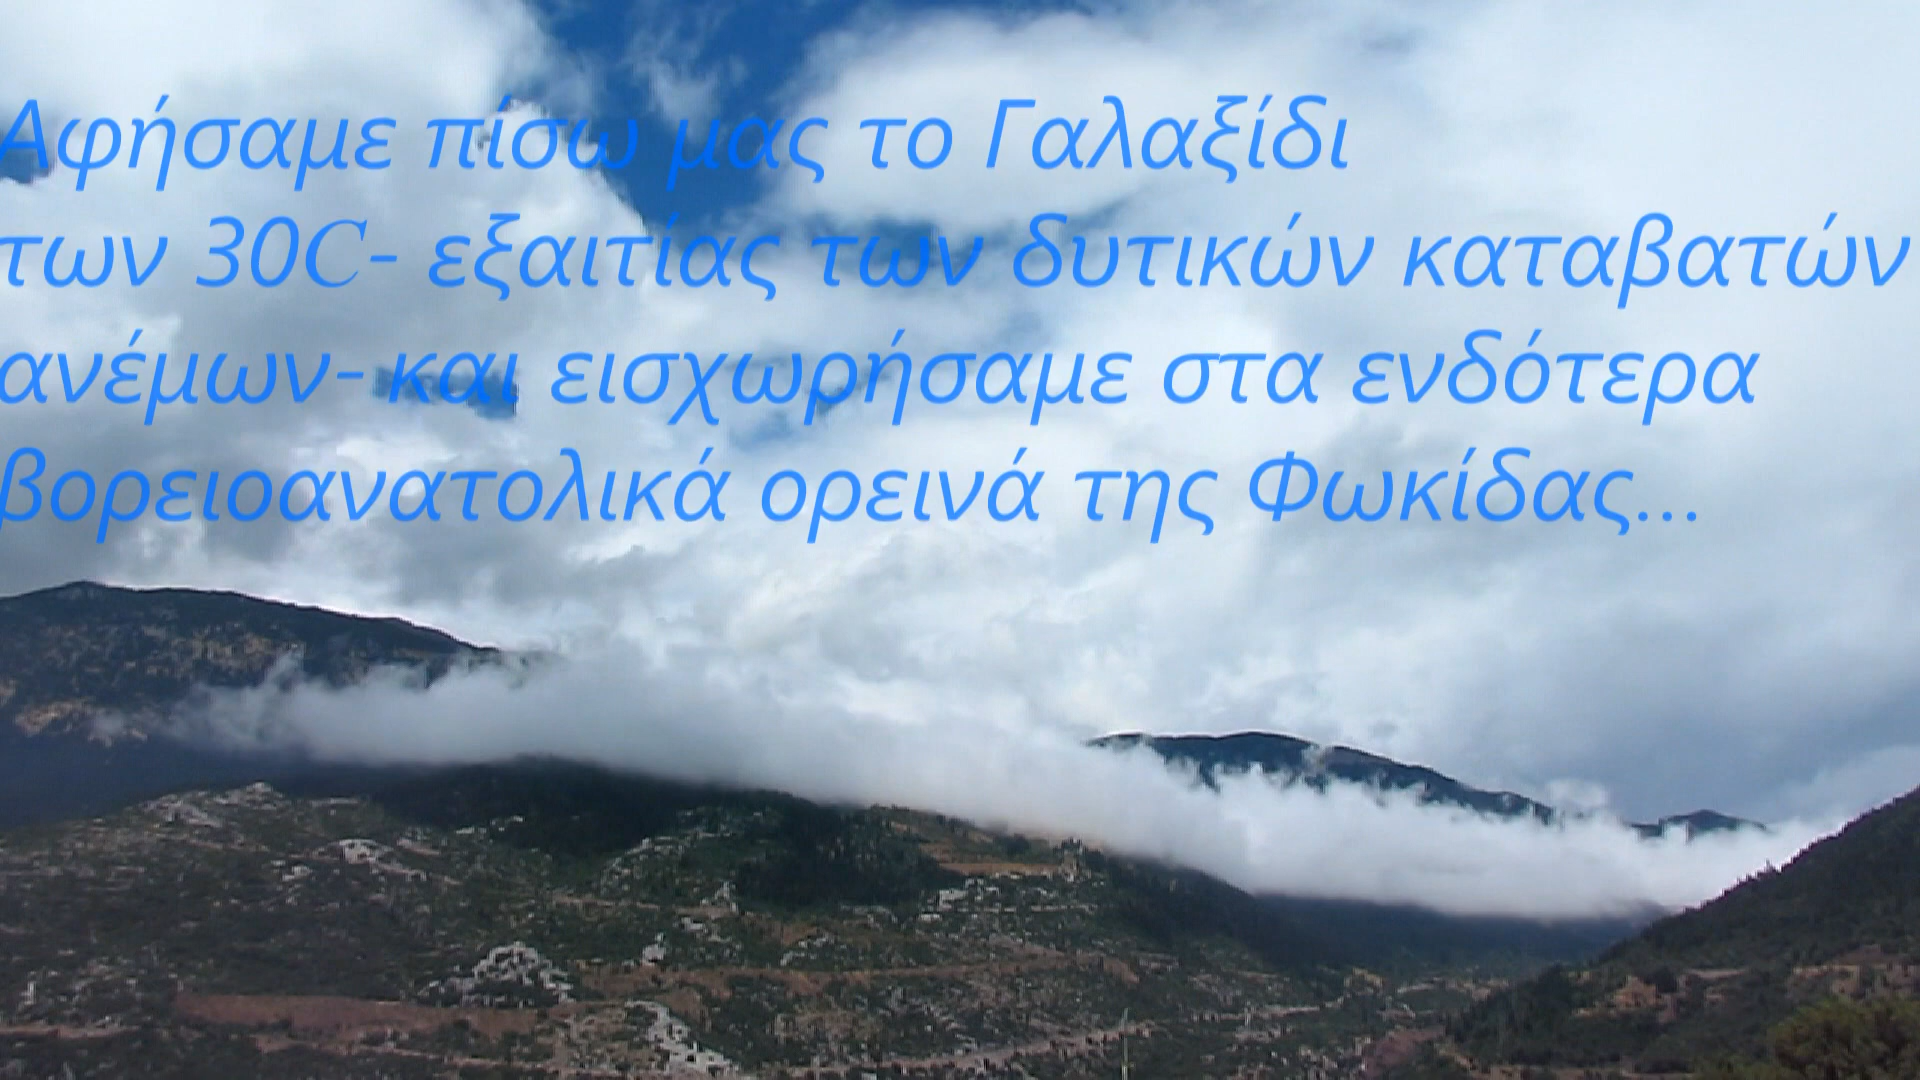 Αφήσαμε πίσω μας το Γαλαξίδι
των 30C- εξαιτίας των δυτικών καταβατών
ανέμων- και εισχωρήσαμε στα ενδότερα
βορειοανατολικά ορεινά της Φωκίδας...